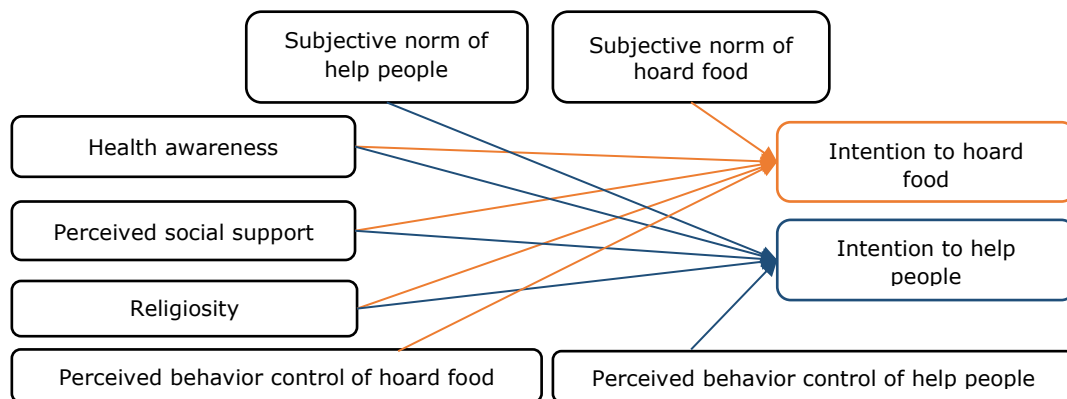 Subjective norm of
help people
Subjective norm of
hoard food
Health awareness
Intention to hoard
food
Perceived social support
Intention to help
people
Religiosity
Perceived behavior control of hoard food
Perceived behavior control of help people